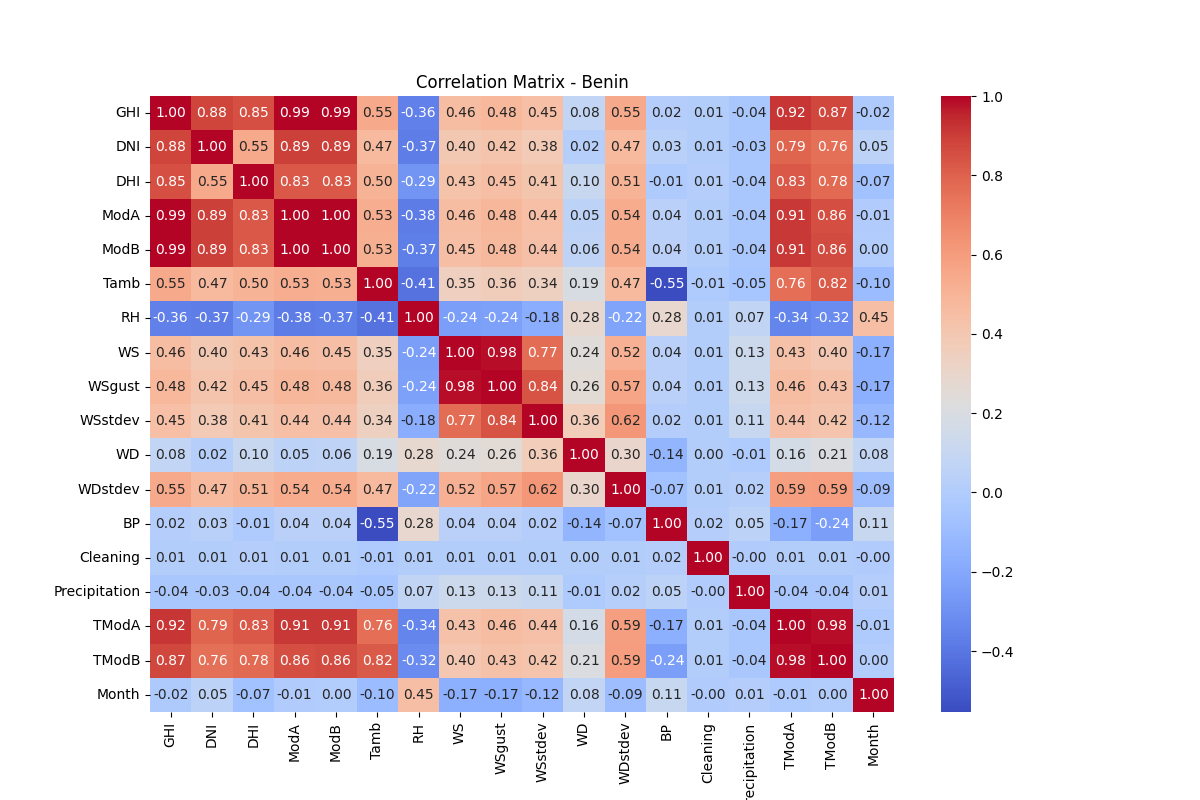 Correlation Matrix - Benin
GHI 1.00 0.88 0.85 0.99 0.99 0.55 -0.36 0.46 0.48 0.45 0.08 0.55 0.02 0.01 -0.04 0.92 0.87 -0.02
DNI 0.88 1.00 0.55 0.89 0.89 0.47 -0.37 0.40 0.42 0.38 0.02 0.47 0.03 0.01 -0.03 0.79 0.76 0.05
DHI 0.85 0.55 1.00 0.83 0.83 0.50 -0.29 0.43 0.45 0.41 0.10 0.51 -0.01 0.01 -0.04 0.83 0.78 -0.07
ModA 0.99 0.89 0.83 1.00 1.00 0.53 -0.38 0.46 0.48 0.44 0.05 0.54 0.04 0.01 -0.04 0.91 0.86 -0.01
ModB 0.99 0.89 0.83 1.00 1.00 0.53 -0.37 0.45 0.48 0.44 0.06 0.54 0.04 0.01 -0.04 0.91 0.86 0.00
Tamb 0.55 0.47 0.50 0.53 0.53 1.00 -0.41 0.35 0.36 0.34 0.19 0.47 -0.55 -0.01 -0.05 0.76 0.82 -0.10
RH -0.36 -0.37 -0.29 -0.38 -0.37 -0.41 1.00 -0.24 -0.24 -0.18 0.28 -0.22 0.28 0.01 0.07 -0.34 -0.32 0.45
WS 0.46 0.40 0.43 0.46 0.45 0.35 -0.24 1.00 0.98 0.77 0.24 0.52 0.04 0.01 0.13 0.43 0.40 -0.17
WSgust 0.48 0.42 0.45 0.48 0.48 0.36 -0.24 0.98 1.00 0.84 0.26 0.57 0.04 0.01 0.13 0.46 0.43 -0.17
WSstdev 0.45 0.38 0.41 0.44 0.44 0.34 -0.18 0.77 0.84 1.00 0.36 0.62 0.02 0.01 0.11 0.44 0.42 -0.12
WD 0.08 0.02 0.10 0.05 0.06 0.19 0.28 0.24 0.26 0.36 1.00 0.30 -0.14 0.00 -0.01 0.16 0.21 0.08
WDstdev 0.55 0.47 0.51 0.54 0.54 0.47 -0.22 0.52 0.57 0.62 0.30 1.00 -0.07 0.01 0.02 0.59 0.59 -0.09
BP 0.02 0.03 -0.01 0.04 0.04 -0.55 0.28 0.04 0.04 0.02 -0.14 -0.07 1.00 0.02 0.05 -0.17 -0.24 0.11
Cleaning 0.01 0.01 0.01 0.01 0.01 -0.01 0.01 0.01 0.01 0.01 0.00 0.01 0.02 1.00 -0.00 0.01 0.01 -0.00
Precipitation -0.04 -0.03 -0.04 -0.04 -0.04 -0.05 0.07 0.13 0.13 0.11 -0.01 0.02 0.05 -0.00 1.00 -0.04 -0.04 0.01
TModA 0.92 0.79 0.83 0.91 0.91 0.76 -0.34 0.43 0.46 0.44 0.16 0.59 -0.17 0.01 -0.04 1.00 0.98 -0.01
TModB 0.87 0.76 0.78 0.86 0.86 0.82 -0.32 0.40 0.43 0.42 0.21 0.59 -0.24 0.01 -0.04 0.98 1.00 0.00
Month -0.02 0.05 -0.07 -0.01 0.00 -0.10 0.45 -0.17 -0.17 -0.12 0.08 -0.09 0.11 -0.00 0.01 -0.01 0.00 1.00
GHI DNI DHI ModA ModB Tamb RH WS WSgust WSstdev WD WDstdev BP Cleaning recipitation TModA TModB Month
1.0
0.8
0.6
0.4
0.2
0.0
−0.2
−0.4